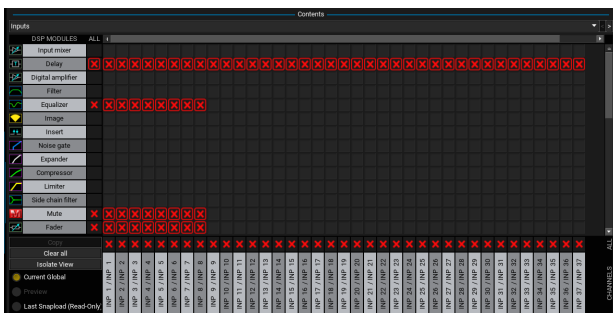 Contents
Inputs
DSP MODULES ALL
Input mixer
Delay
Digital amplifier
Filter
Equalizer
Image
Insert
Noise gate
Expander
Compressor
Limiter
Side chain filter
Mute
Fader
Copy
Clear all
Isolate View
Current Global
Preview
Last Snapload (Read-Only)
INP 1 / INP 1
INP 2 / INP 2
INP 3 / INP 3
INP 4 / INP 4
INP 5 / INP 5
INP 6 / INP 6
INP 7 / INP 7
INP 8 / INP 8
INP 9 / INP 9
INP 10 / INP 10
INP 11 / INP 11
INP 12 / INP 12
INP 13 / INP 13
INP 14 / INP 14
INP 15 / INP 15
INP 16 / INP 16
INP 17 / INP 17
INP 18 / INP 18
INP 19 / INP 19
INP 20 / INP 20
INP 21 / INP 21
INP 22 / INP 22
INP 23 / INP 23
INP 24 / INP 24
INP 25 / INP 25
INP 26 / INP 26
INP 27 / INP 27
INP 28 / INP 28
INP 29 / INP 29
INP 30 / INP 30
INP 31 / INP 31
INP 32 / INP 32
INP 33 / INP 33
INP 34 / INP 34
INP 35 / INP 35
INP 36 / INP 36
INP 37 / INP 37
ALL
CHANNELS